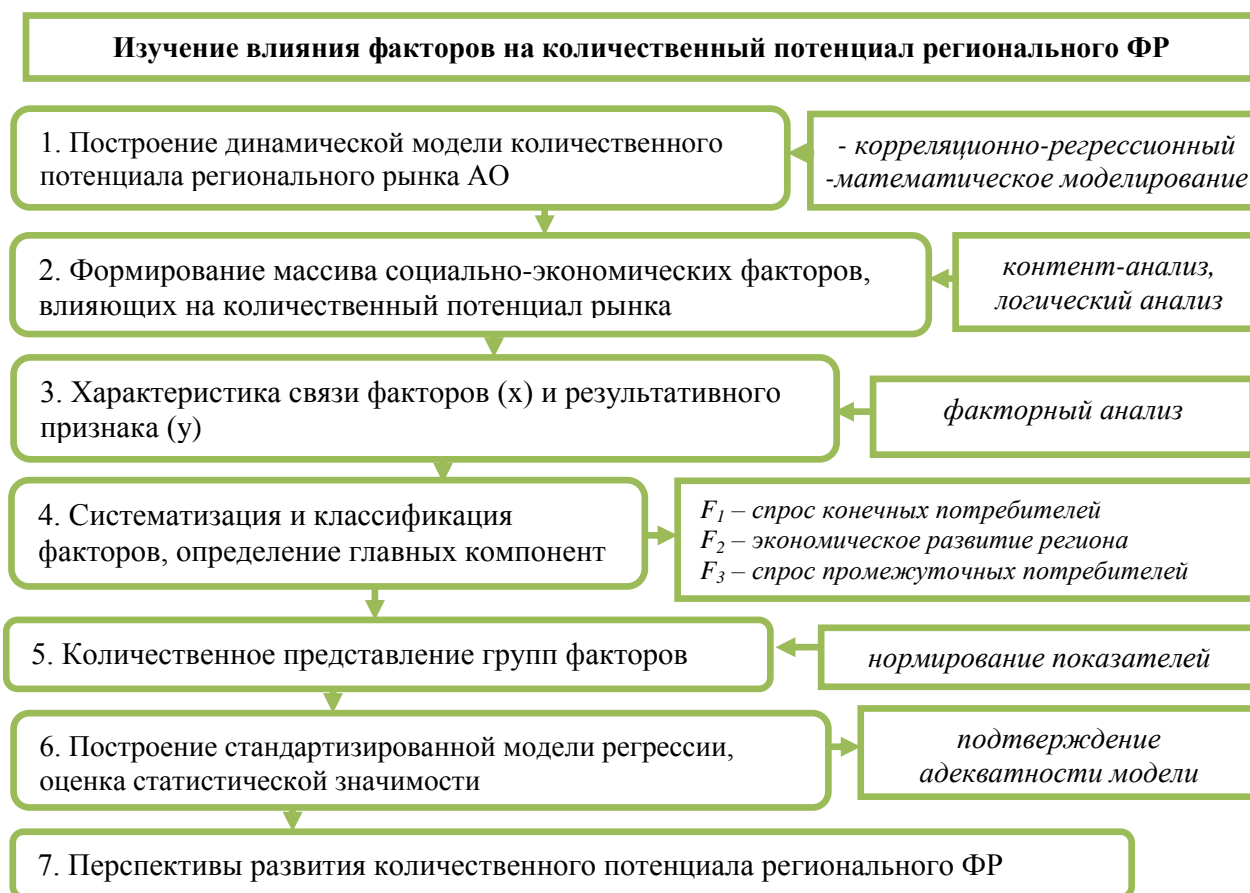 Изучение влияния факторов на количественный потенциал регионального ФР
1. Построение динамической модели количественного
потенциала регионального рынка АО
- корреляционно-регрессионный
-математическое моделирование
2. Формирование массива социально-экономических факторов,
влияющих на количественный потенциал рынка
контент-анализ,
логический анализ
3. Характеристика связи факторов (х) и результативного
признака (у)
факторный анализ
4. Систематизация и классификация
факторов, определение главных компонент
F1 – спрос конечных потребителей
F2 – экономическое развитие региона
F3 – спрос промежуточных потребителей
5. Количественное представление групп факторов
нормирование показателей
6. Построение стандартизированной модели регрессии,
оценка статистической значимости
подтверждение
адекватности модели
7. Перспективы развития количественного потенциала регионального ФР